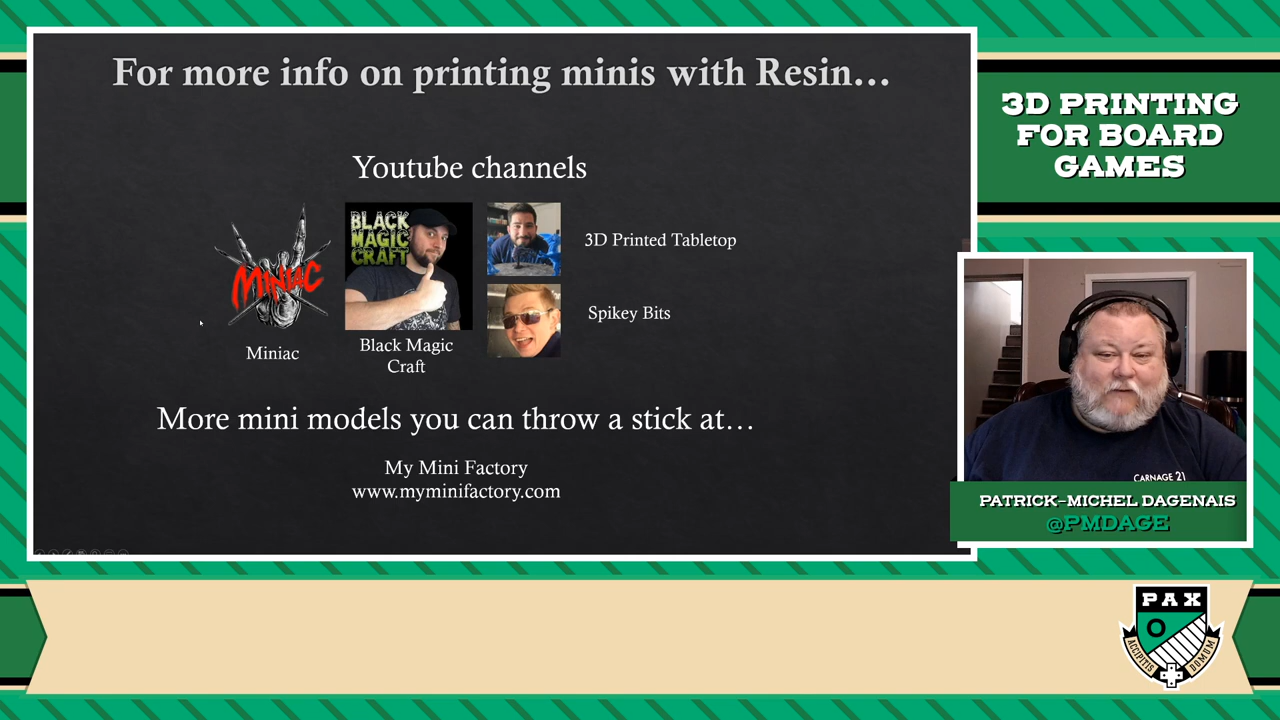 For more info on printing minis with Resin...
Youtube channels
BLACK
MAGIC
CRAFT
MINIAC
3D Printed Tabletop
Spikey Bits
Miniac
Black Magic
Craft
More mini models you can throw a stick at...
My Mini Factory
www.myminifactory.com
3D PRINTING
FOR BOARD
GAMES
CARNAGE 21
PATRICK-MICHEL DAGENAIS
@PMDAGE
PAX
O
ACCIPITIS DOMUM